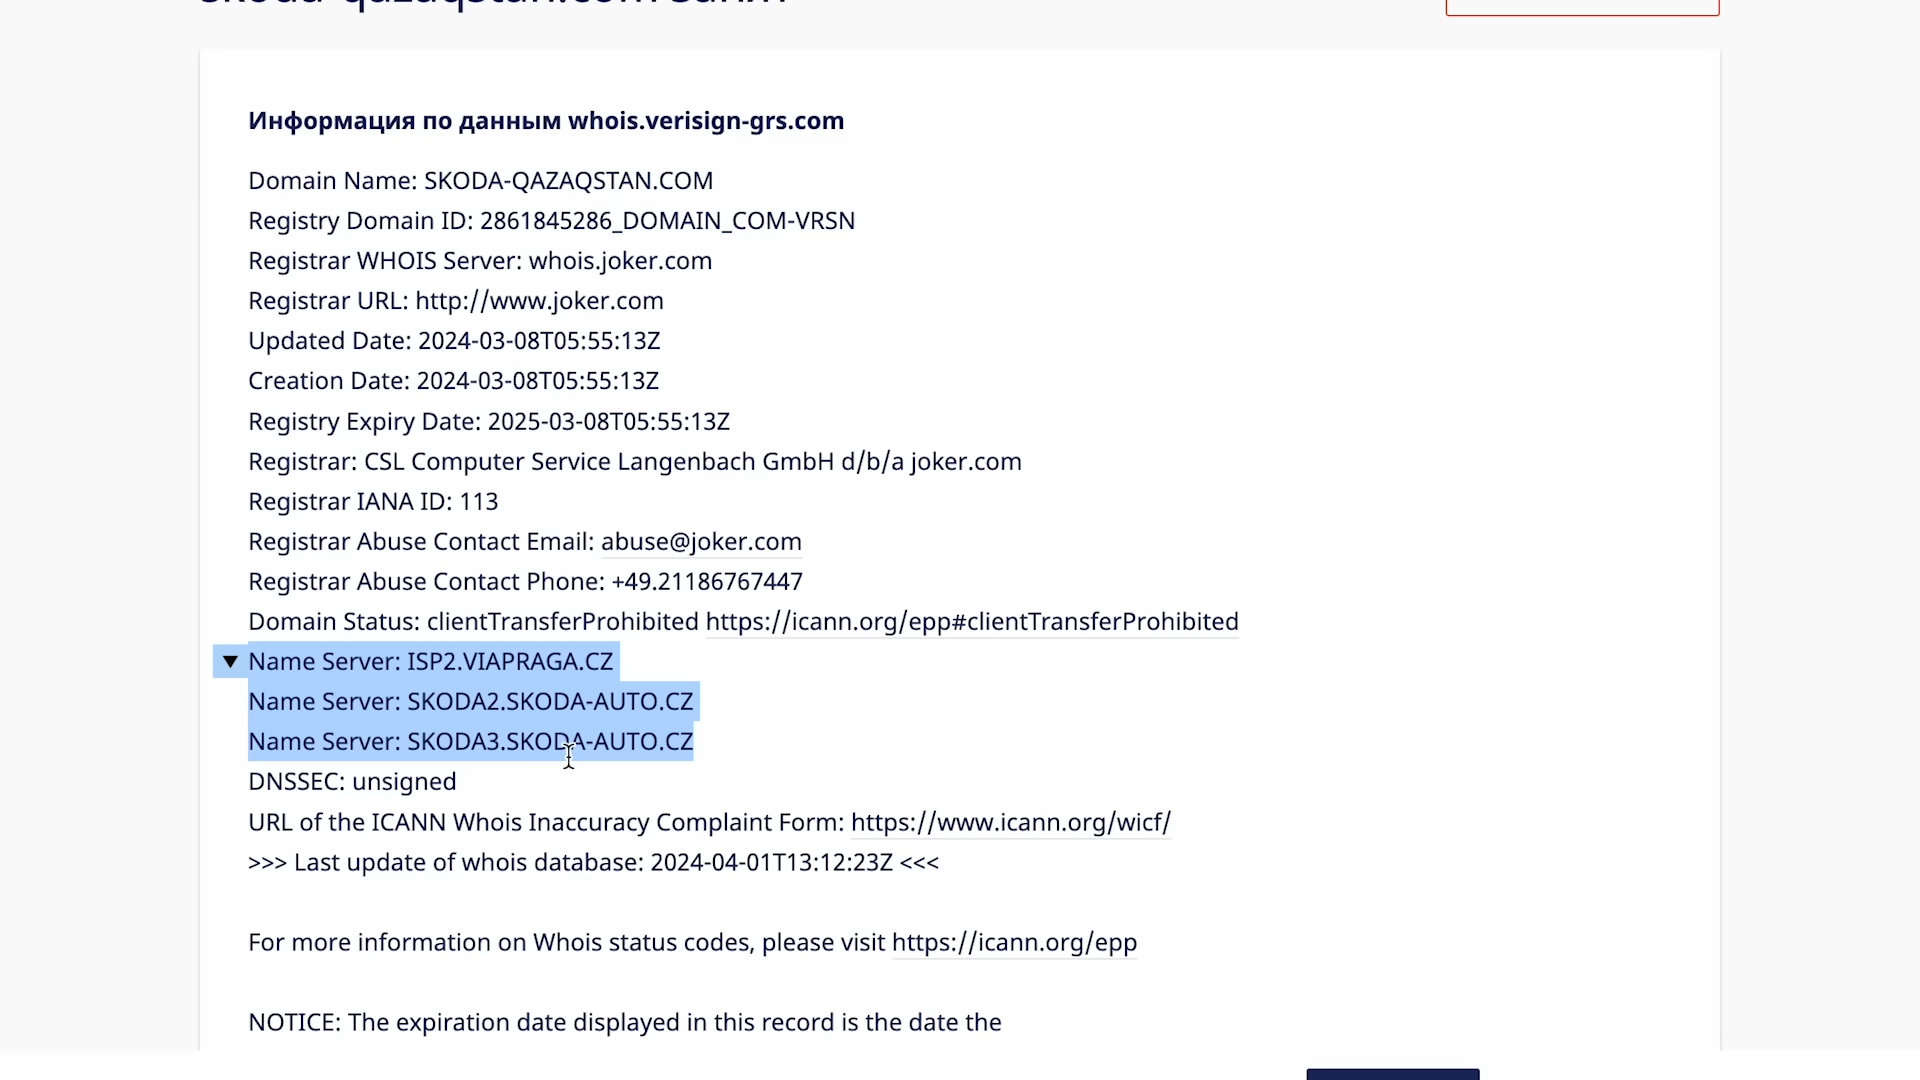 skoda-qazaqstan.com занят
Информация по данным whois.verisign-grs.com
Domain Name: SKODA-QAZAQSTAN.COM
Registry Domain ID: 2861845286_DOMAIN_COM-VRSN
Registrar WHOIS Server: whois.joker.com
Registrar URL: http://www.joker.com
Updated Date: 2024-03-08T05:55:13Z
Creation Date: 2024-03-08T05:55:13Z
Registry Expiry Date: 2025-03-08T05:55:13Z
Registrar: CSL Computer Service Langenbach GmbH d/b/a joker.com
Registrar IANA ID: 113
Registrar Abuse Contact Email: abuse@joker.com
Registrar Abuse Contact Phone: +49.21186767447
Domain Status: clientTransferProhibited https://icann.org/epp#clientTransferProhibited
Name Server: ISP2.VIAPRAGA.CZ
Name Server: SKODA2.SKODA-AUTO.CZ
Name Server: SKODA3.SKODA-AUTO.CZ
DNSSEC: unsigned
URL of the ICANN Whois Inaccuracy Complaint Form: https://www.icann.org/wicf/
>>> Last update of whois database: 2024-04-01T13:12:23Z <<<
For more information on Whois status codes, please visit https://icann.org/epp
NOTICE: The expiration date displayed in this record is the date the